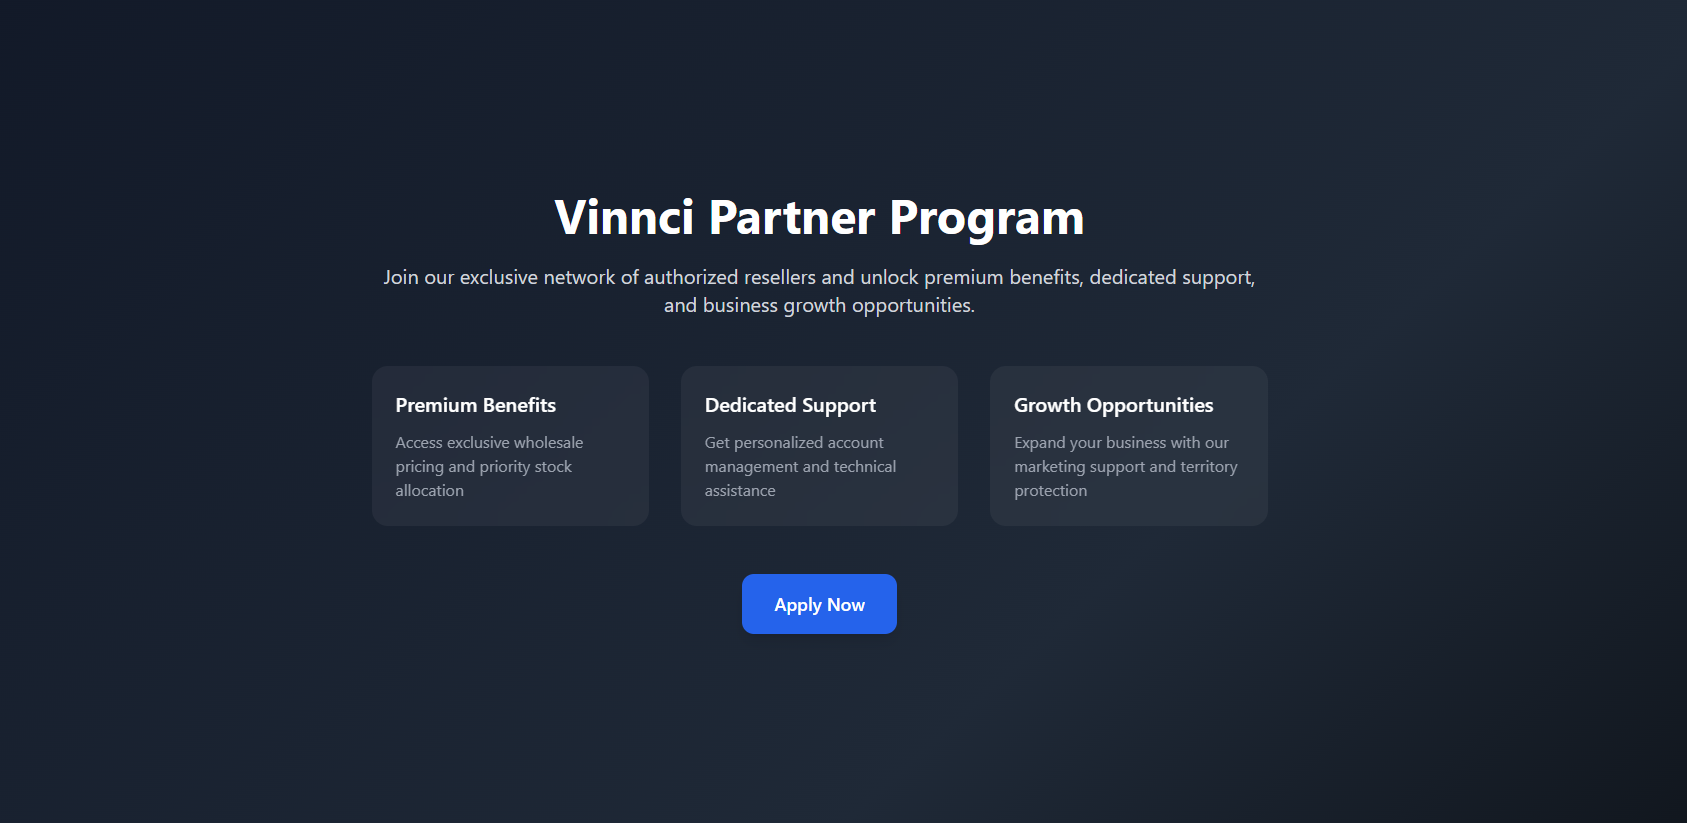 Vinnci Partner Program
Join our exclusive network of authorized resellers and unlock premium benefits, dedicated support,
and business growth opportunities.
Premium Benefits
Access exclusive wholesale
pricing and priority stock
allocation
Dedicated Support
Get personalized account
management and technical
assistance
Growth Opportunities
Expand your business with our
marketing support and territory
protection
Apply Now